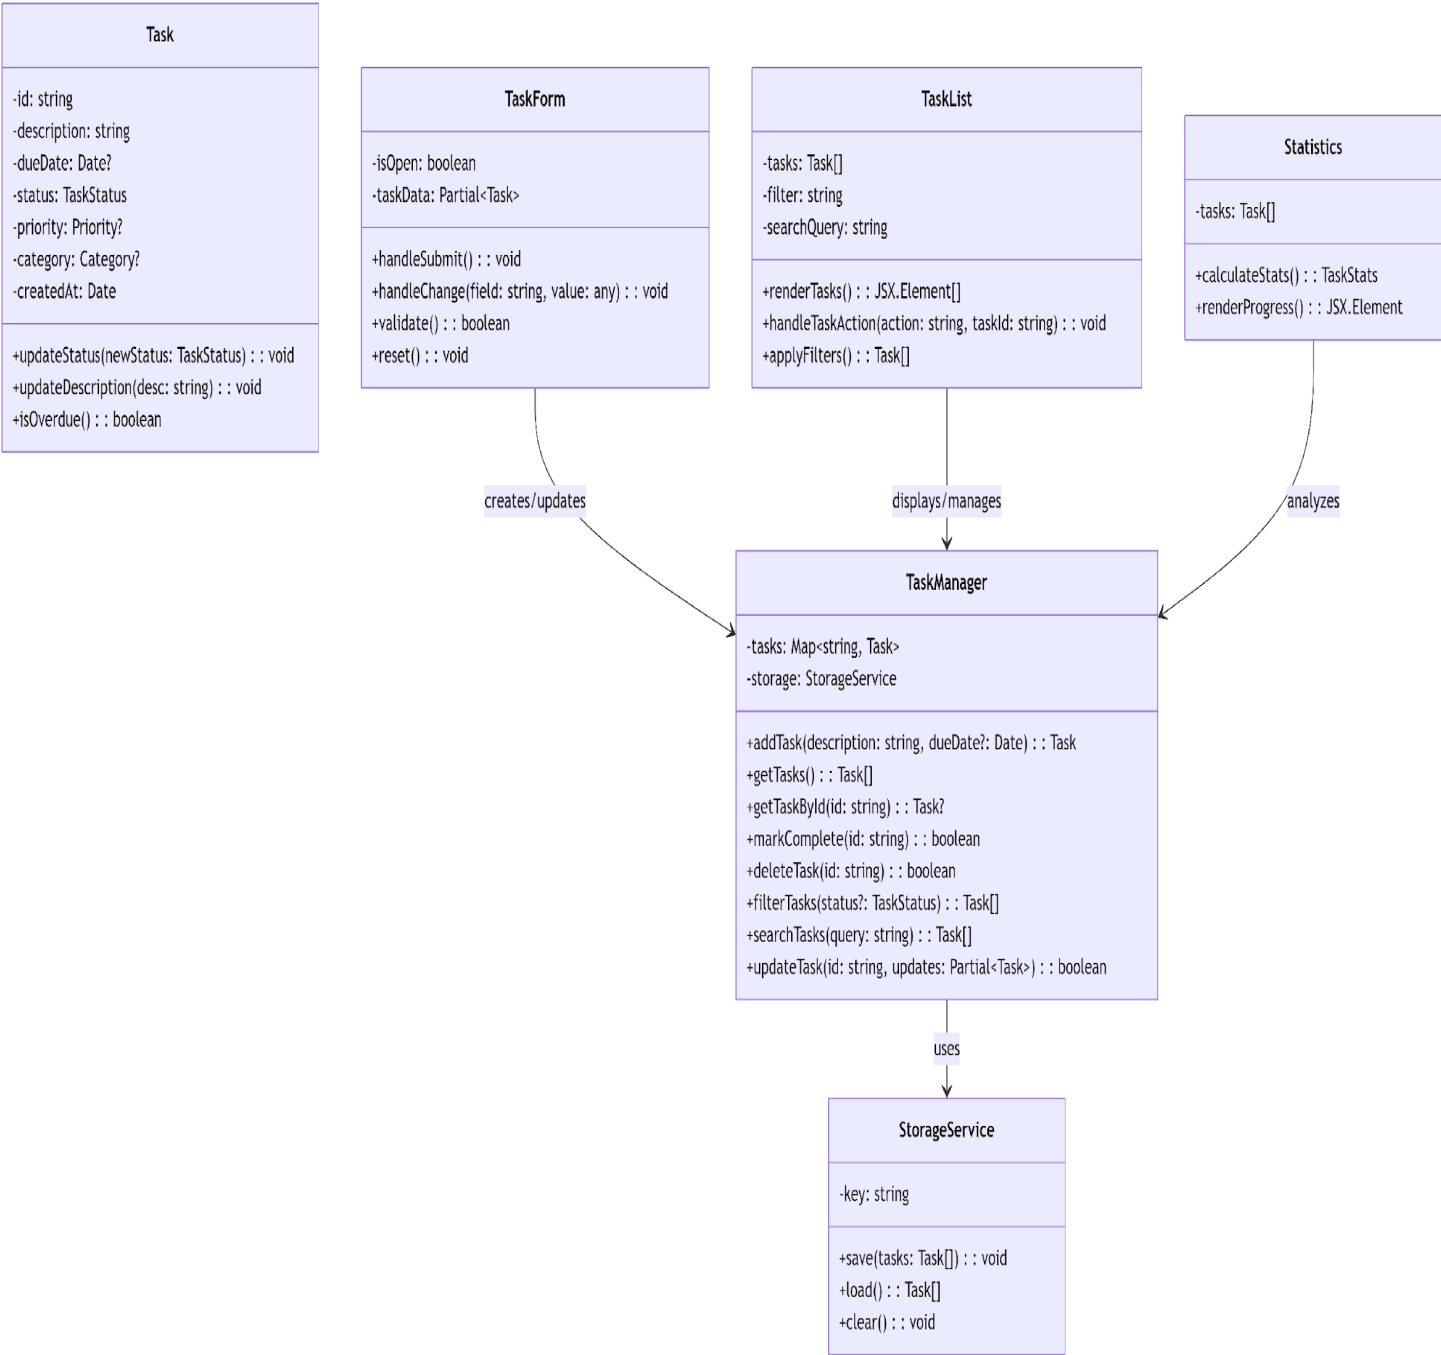 Task
-id: string
-description: string
-dueDate: Date?
-status: TaskStatus
-priority: Priority?
-category: Category?
-createdAt: Date
+updateStatus(newStatus: TaskStatus) : : void
+updateDescription(desc: string) : : void
+isOverdue() : : boolean
TaskForm
-isOpen: boolean
-taskData: Partial<Task>
+handleSubmit() : : void
+handleChange(field: string, value: any) : : void
+validate() : : boolean
+reset() : : void
TaskList
-tasks: Task[]
-filter: string
-searchQuery: string
+renderTasks() : : JSX.Element[]
+handleTaskAction(action: string, taskId: string) : : void
+applyFilters() : : Task[]
Statistics
-tasks: Task[]
+calculateStats() : : TaskStats
+renderProgress() : : JSX.Element
creates/updates
displays/manages
analyzes
TaskManager
-tasks: Map<string, Task>
-storage: StorageService
+addTask(description: string, dueDate?: Date) : : Task
+getTasks() : : Task[]
+getTaskById(id: string) : : Task?
+markComplete(id: string) : : boolean
+deleteTask(id: string) : : boolean
+filterTasks(status?: TaskStatus) : : Task[]
+searchTasks(query: string) : : Task[]
+updateTask(id: string, updates: Partial<Task>) : : boolean
uses
StorageService
-key: string
+save(tasks: Task[]) : : void
+load() : : Task[]
+clear() : : void